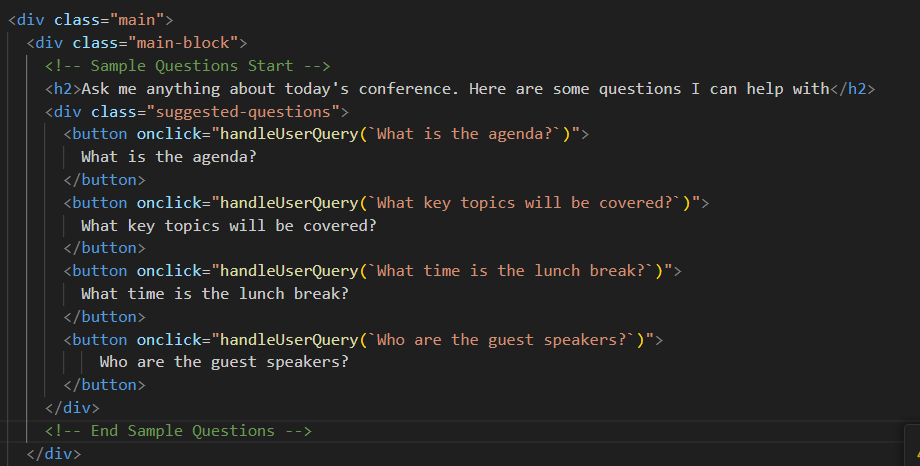 <div class="main">
<div class="main-block">
<!-- Sample Questions Start -->
<h2>Ask me anything about today's conference. Here are some questions I can help with</h2>
<div class="suggested-questions">
<button onclick="handleUserQuery(`What is the agenda?`)">
What is the agenda?
</button>
<button onclick="handleUserQuery(`What key topics will be covered?`)">
What key topics will be covered?
</button>
<button onclick="handleUserQuery(`What time is the lunch break?`)">
What time is the lunch break?
</button>
<button onclick="handleUserQuery(`Who are the guest speakers?`)">
Who are the guest speakers?
</button>
</div>
<!-- End Sample Questions -->
</div>